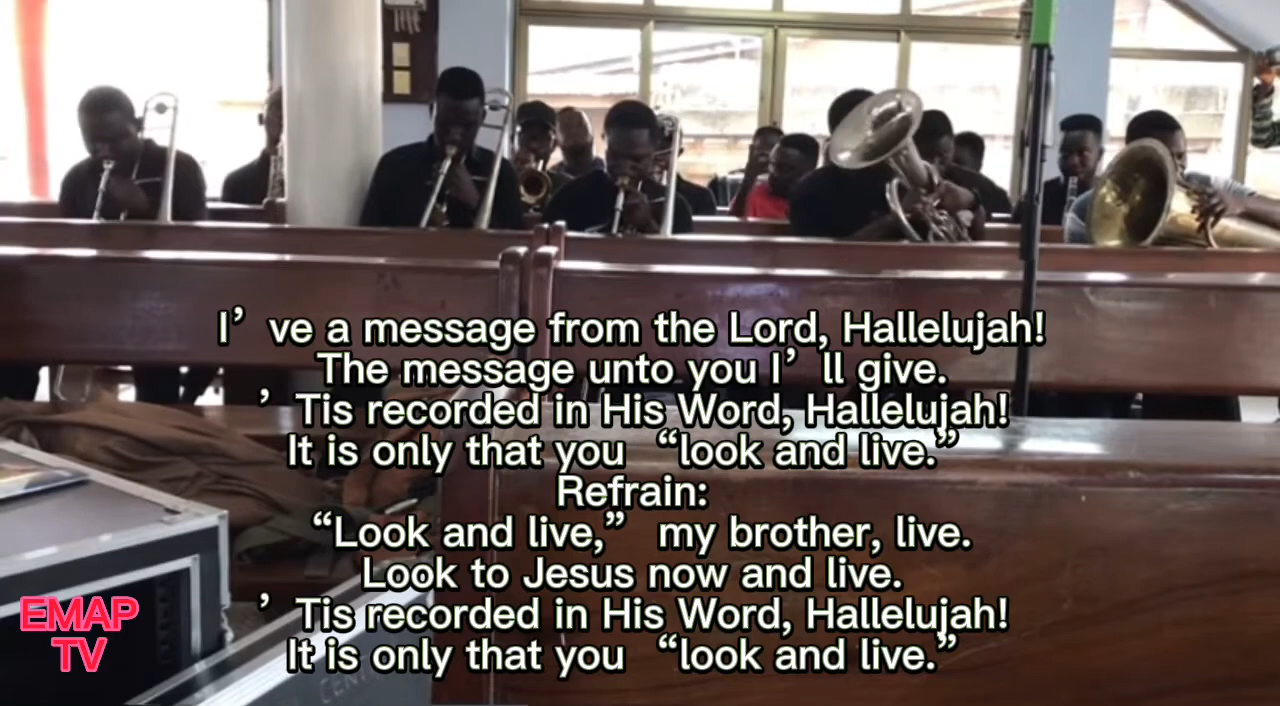 I’ ve a message from the Lord, Hallelujah!
The message unto you I’ ll give.
’ Tis recorded in His Word, Hallelujah!
It is only that you “look and live.”
Refrain:
“Look and live,” my brother, live.
Look to Jesus now and live.
’ Tis recorded in His Word, Hallelujah!
It is only that you “look and live.”
EMAP
TV